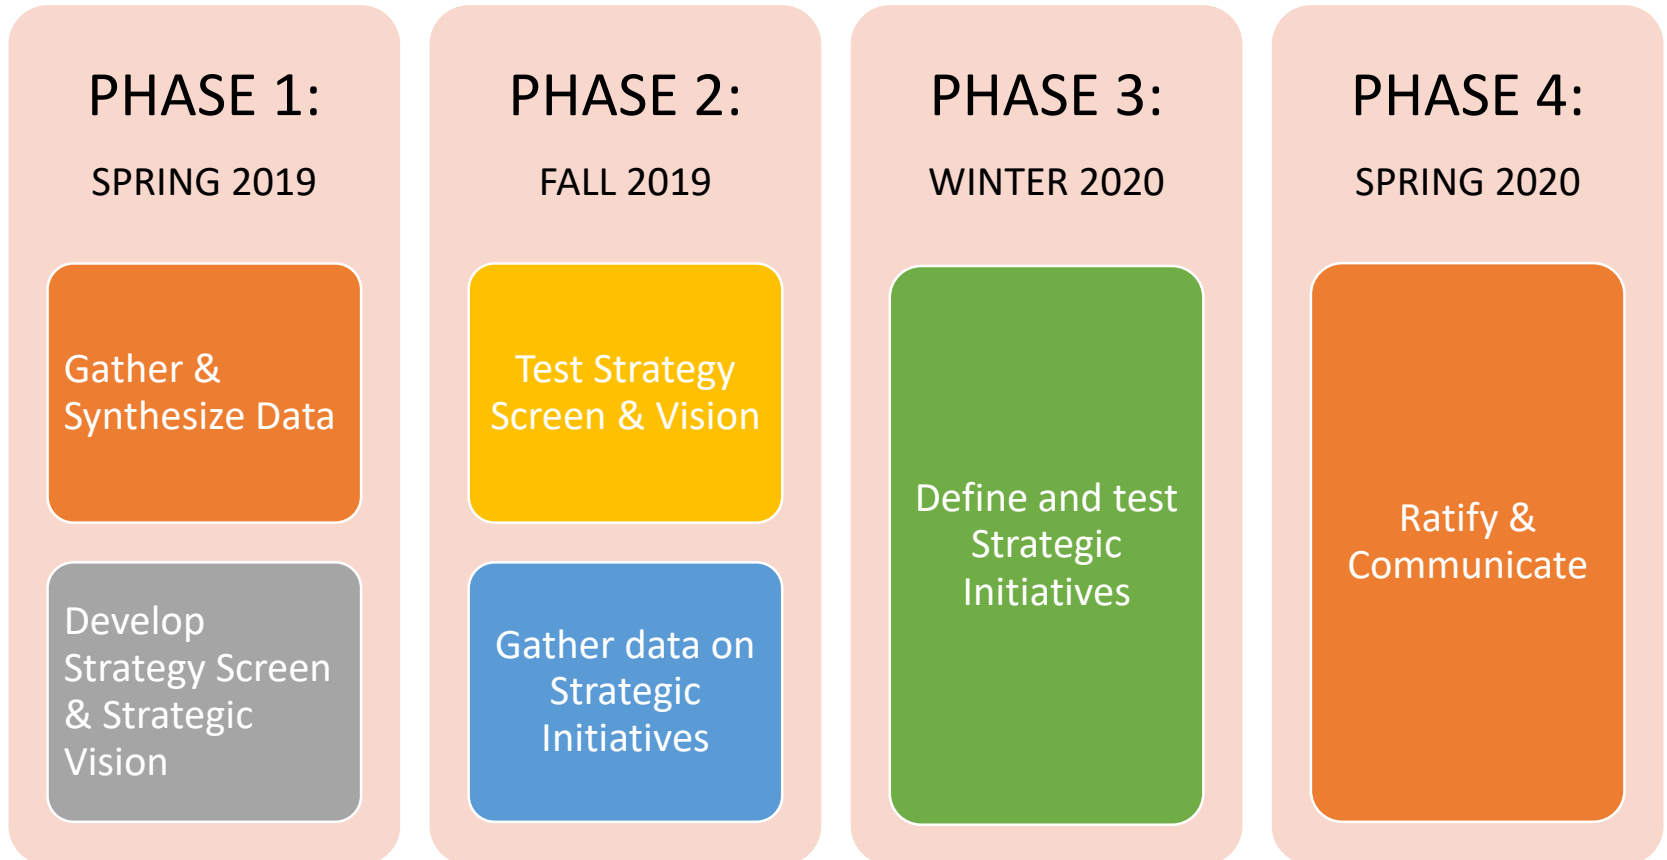 PHASE 1:
SPRING 2019
Gather &
Synthesize Data
Develop
Strategy Screen
& Strategic
Vision
PHASE 2:
FALL 2019
Test Strategy
Screen & Vision
Gather data on
Strategic
Initiatives
PHASE 3:
WINTER 2020
Define and test
Strategic
Initiatives
PHASE 4:
SPRING 2020
Ratify &
Communicate